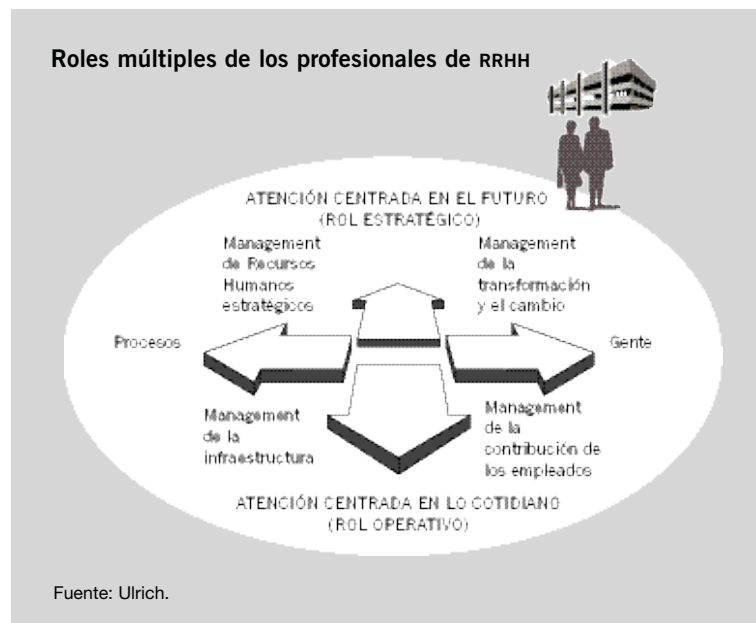 Roles múltiples de los profesionales de RRHH
ATENCIÓN CENTRADA EN EL FUTURO
(ROL ESTRATÉGICO)
Management
de Recursos
Humanos
estratégicos
Management
de la
transformación
y el cambio
Procesos
Gente
Management
de la
infraestructura
Management
de la
contribución de
los empleados
ATENCIÓN CENTRADA EN LO COTIDIANO
(ROL OPERATIVO)
Fuente: Ulrich.